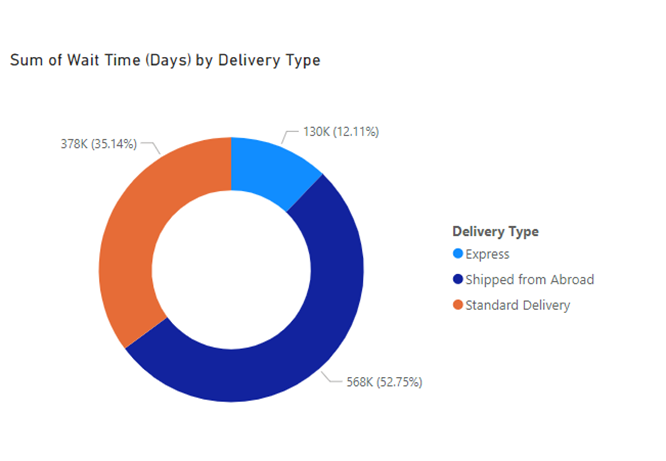 Sum of Wait Time (Days) by Delivery Type
130K (12.11%)
378K (35.14%)
568K (52.75%)
Delivery Type
Express
Shipped from Abroad
Standard Delivery